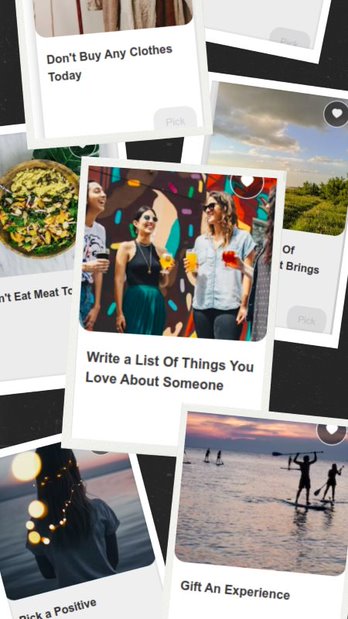 Don't Buy Any Clothes
Today
Pick
Pick
Of
t Brings
Pick
n't Eat Meat To
Write a List Of Things You
Love About Someone
Gift An Experience
Pick a Positive